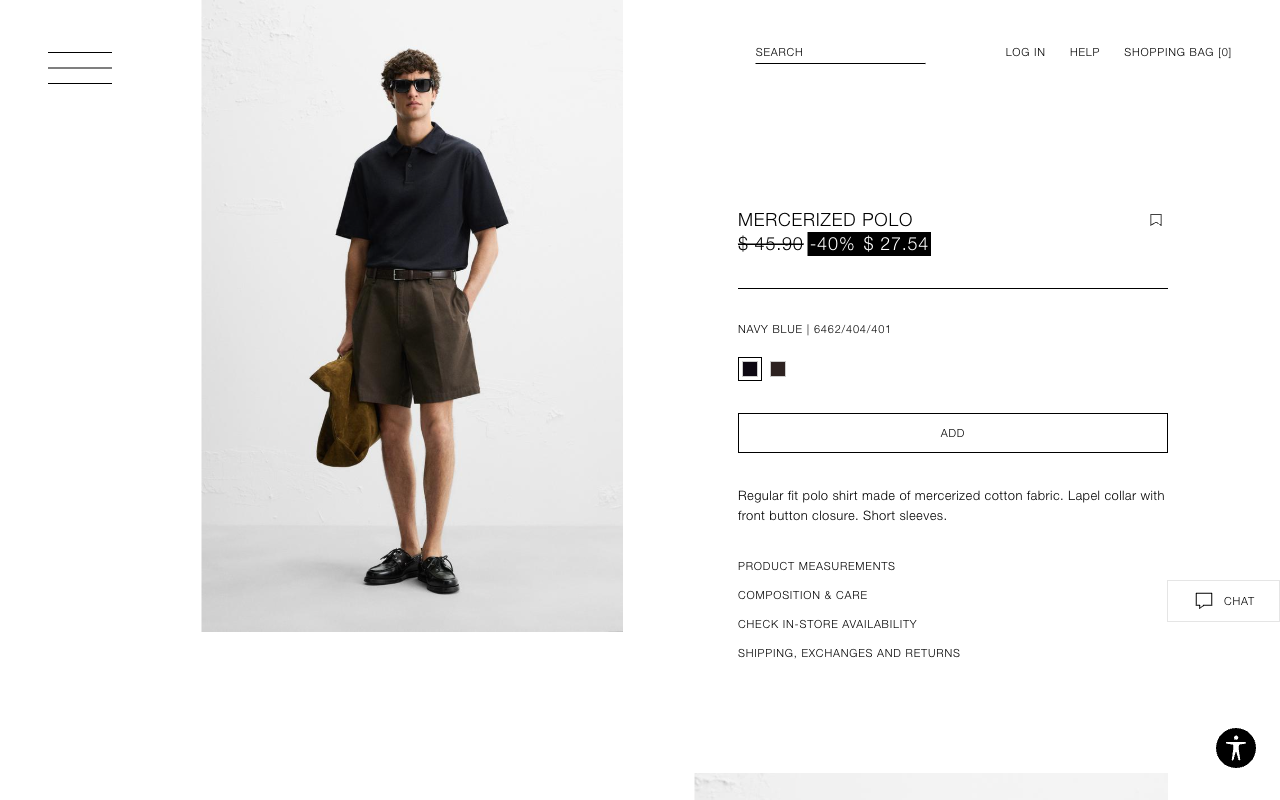 SEARCH
LOG IN
HELP
SHOPPING BAG [0]
MERCERIZED POLO
$ 45.90 -40% $ 27.54
NAVY BLUE | 6462/404/401
ADD
Regular fit polo shirt made of mercerized cotton fabric. Lapel collar with
front button closure. Short sleeves.
PRODUCT MEASUREMENTS
COMPOSITION & CARE
CHECK IN-STORE AVAILABILITY
SHIPPING, EXCHANGES AND RETURNS
CHAT